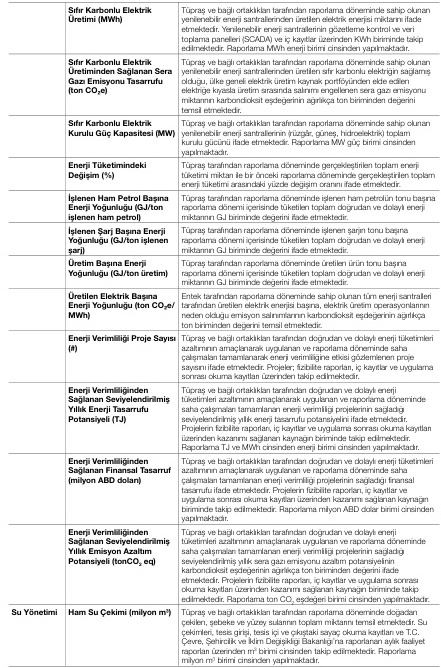 Sıfır Karbonlu Elektrik
Üretimi (MWh)
Tüpraş ve bağlı ortaklıkları tarafından raporlama döneminde sahip olunan
yenilenebilir enerji santrallerinden üretilen elektrik enerjisi miktarını ifade
etmektedir. Yenilenebilir enerji santrallerinin gözetleme kontrol ve veri
toplama panelleri (SCADA) ve iç kayıtlar üzerinden KWh biriminde takip
edilmektedir. Raporlama MWh enerji birimi cinsinden yapılmaktadır.
Sıfır Karbonlu Elektrik
Üretiminden Sağlanan Sera
Gazı Emisyonu Tasarrufu
(ton CO₂e)
Tüpraş ve bağlı ortaklıkları tarafından raporlama döneminde sahip olunan
yenilenebilir enerji santrallerinden üretilen sıfır karbonlu elektriğin sağlamış
olduğu, ülke geneli elektrik üretim kaynak portföyünden elde edilen
elektriğe kıyasla üretim sırasında salınımı engellenen sera gazı emisyonu
miktarının karbondioksit eşdeğerinin ağırlıkça ton biriminden değerini
temsil etmektedir.
Sıfır Karbonlu Elektrik
Kurulu Güç Kapasitesi (MW)
Tüpraş ve bağlı ortaklıkları tarafından raporlama döneminde sahip olunan
yenilenebilir enerji santrallerinin (rüzgâr, güneş, hidroelektrik) toplam
kurulu gücünü ifade etmektedir. Raporlama MW güç birimi cinsinden
yapılmaktadır.
Enerji Tüketimindeki
Değişim (%)
Tüpraş tarafından raporlama döneminde gerçekleştirilen toplam enerji
tüketimi miktarı ile bir önceki raporlama döneminde gerçekleştirilen toplam
enerji tüketimi arasındaki yüzde değişim oranını ifade etmektedir.
İşlenen Ham Petrol Başına
Enerji Yoğunluğu (GJ/ton
işlenen ham petrol)
Tüpraş tarafından raporlama döneminde işlenen ham petrolün tonu başına
raporlama dönemi içerisinde tüketilen toplam doğrudan ve dolaylı enerji
miktarının GJ biriminde değerini ifade etmektedir.
İşlenen Şarj Başına Enerji
Yoğunluğu (GJ/ton işlenen
şarj)
Tüpraş tarafından raporlama döneminde işlenen şarjın tonu başına
raporlama dönemi içerisinde tüketilen toplam doğrudan ve dolaylı enerji
miktarının GJ biriminde değerini ifade etmektedir.
Üretim Başına Enerji
Yoğunluğu (GJ/ton üretim)
Tüpraş tarafından raporlama döneminde üretilen ürün tonu başına
raporlama dönemi içerisinde tüketilen toplam doğrudan ve dolaylı enerji
miktarının GJ biriminde değerini ifade etmektedir.
Üretilen Elektrik Başına
Enerji Yoğunluğu (ton CO₂e/
MWh)
Entek tarafından raporlama döneminde sahip olunan tüm enerji santralleri
tarafından üretilen elektrik enerjisi başına, elektrik üretim operasyonlarının
neden olduğu emisyon salınımlarının karbondioksit eşdeğerinin ağırlıkça
ton biriminden değerini temsil etmektedir.
Enerji Verimliliği Proje Sayısı
(#)
Tüpraş ve bağlı ortaklıkları tarafından doğrudan ve dolaylı enerji tüketimleri
azaltımının amaçlanarak uygulanan ve raporlama döneminde saha
çalışmaları tamamlanarak enerji verimliliğine etkisi gözlemlenen proje
sayısını ifade etmektedir. Projeler; fizibilite raporları, iç kayıtlar ve uygulama
sonrası okuma kayıtları üzerinden takip edilmektedir.
Enerji Verimliliğinden
Sağlanan Seviyelendirilmiş
Yıllık Enerji Tasarrufu
Potansiyeli (TJ)
Tüpraş ve bağlı ortaklıkları tarafından doğrudan ve dolaylı enerji
tüketimleri azaltımının amaçlanarak uygulanan ve raporlama döneminde
saha çalışmaları tamamlanan enerji verimliliği projelerinin sağladığı
seviyelendirilmiş yıllık enerji tasarrufu potansiyelini ifade etmektedir.
Projelerin fizibilite raporları, iç kayıtlar ve uygulama sonrası okuma kayıtları
üzerinden kazanımı sağlanan kaynağın biriminde takip edilmektedir.
Raporlama TJ ve MWh cinsinden enerji birimi cinsinden yapılmaktadır.
Enerji Verimliliğinden
Sağlanan Finansal Tasarruf
(milyon ABD doları)
Tüpraş ve bağlı ortaklıkları tarafından doğrudan ve dolaylı enerji tüketimleri
azaltımının amaçlanarak uygulanan ve raporlama döneminde saha
çalışmaları tamamlanan enerji verimliliği projelerinin sağladığı finansal
tasarrufu ifade etmektedir. Projelerin fizibilite raporları, iç kayıtlar ve
uygulama sonrası okuma kayıtları üzerinden kazanımı sağlanan kaynağın
biriminde takip edilmektedir. Raporlama milyon ABD dolar birimi cinsinden
yapılmaktadır.
Enerji Verimliliğinden
Sağlanan Seviyelendirilmiş
Yıllık Emisyon Azaltım
Potansiyeli (tonCO₂ eq)
Tüpraş ve bağlı ortaklıkları tarafından doğrudan ve dolaylı enerji
tüketimleri azaltımının amaçlanarak uygulanan ve raporlama döneminde
saha çalışmaları tamamlanan enerji verimliliği projelerinin sağladığı
seviyelendirilmiş yıllık sera gazı emisyonu azaltım potansiyelinin
karbondioksit eşdeğerinin ağırlıkça ton biriminden değerini ifade
etmektedir. Projelerin fizibilite raporları, iç kayıtlar ve uygulama sonrası
okuma kayıtları üzerinden kazanımı sağlanan kaynağın biriminde takip
edilmektedir. Raporlama ton CO₂ eşdeğeri birimi cinsinden yapılmaktadır.
Su Yönetimi
Ham Su Çekimi (milyon m³)
Tüpraş ve bağlı ortaklıkları tarafından raporlama döneminde doğadan
çekilen, şebeke ve yüzey sularının toplam miktarını temsil etmektedir. Su
çekimleri, tesis girişi, tesis içi ve çıkıştaki sayaç okuma kayıtları ve T.C.
Çevre, Şehircilik ve İklim Değişikliği Bakanlığı'na raporlanan aylık faaliyet
raporları üzerinden m³ birimi cinsinden takip edilmektedir. Raporlama
milyon m³ birimi cinsinden yapılmaktadır.